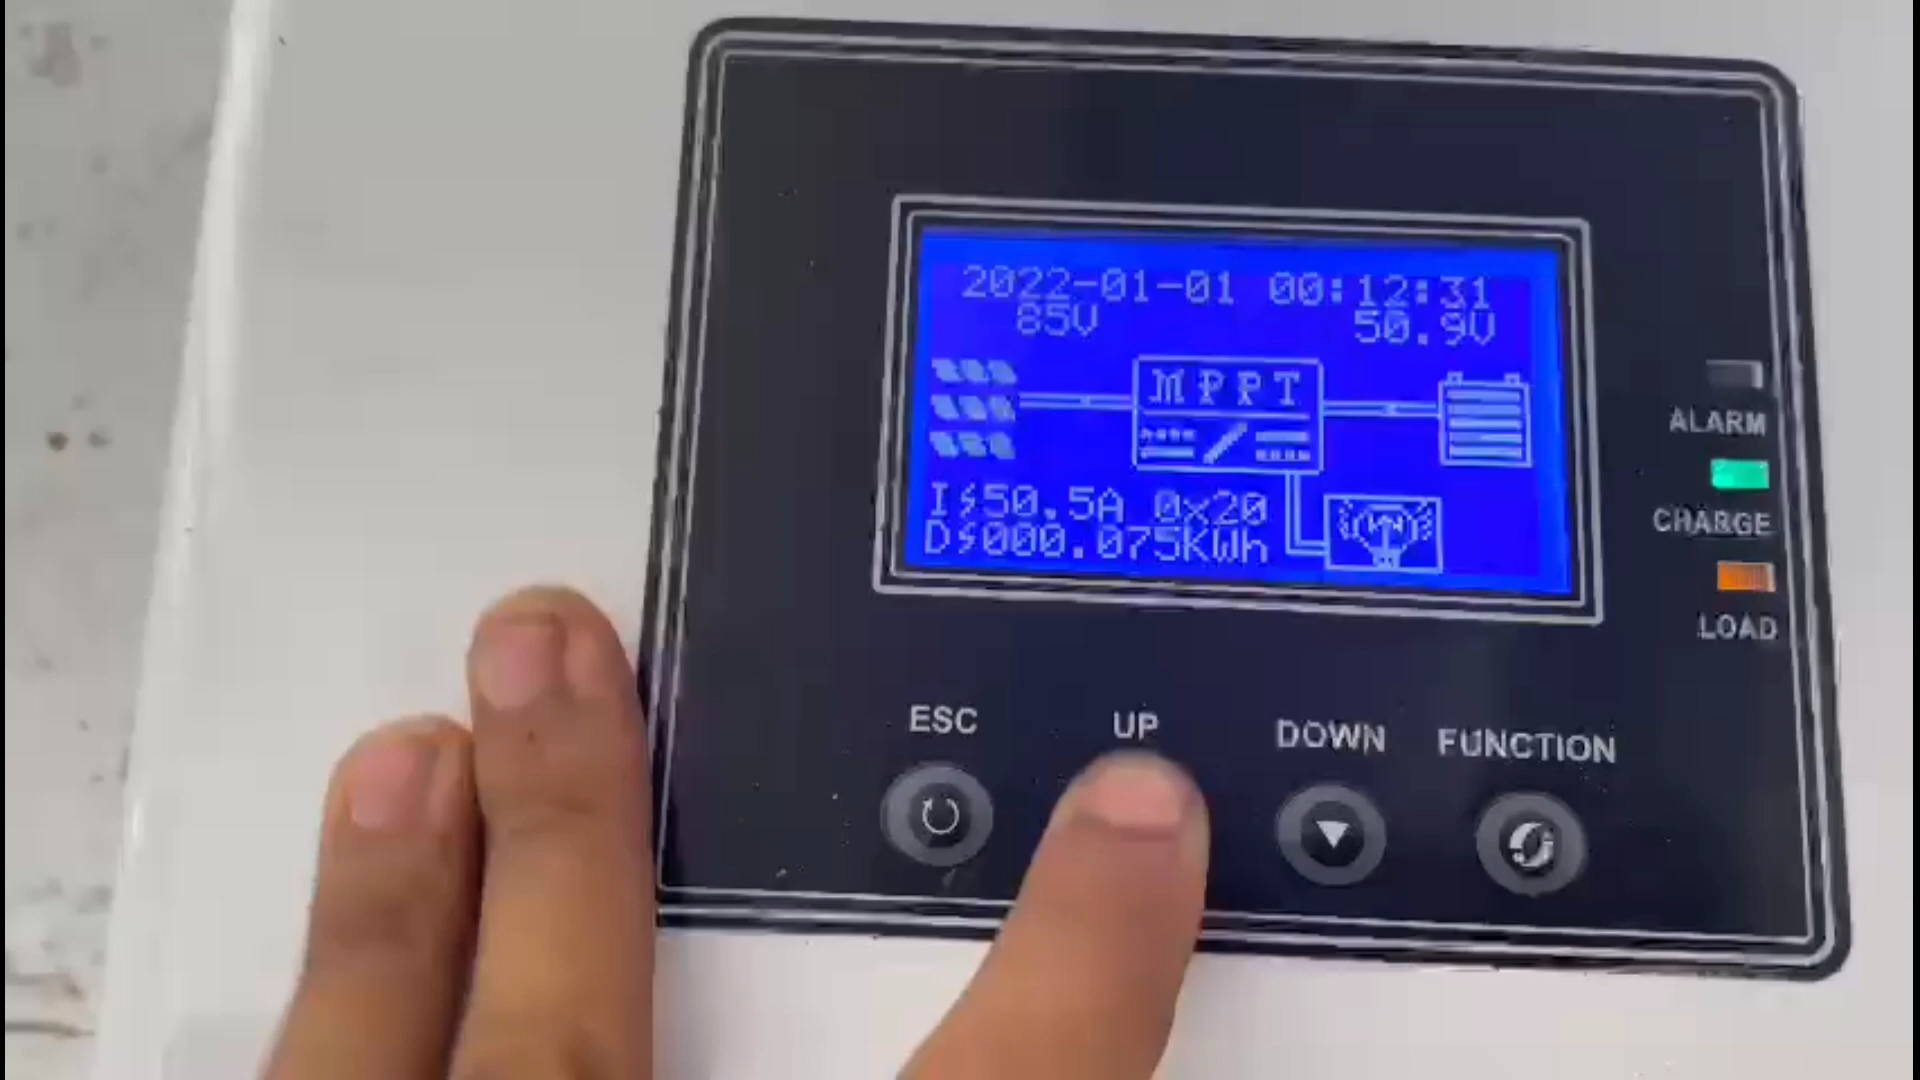 2022-01-01 00:12:31
85V 50.9V
MPPT
I⚡50.5A 0x20
D⚡000.075KWh
ALARM
CHARGE
LOAD
ESC UP DOWN FUNCTION